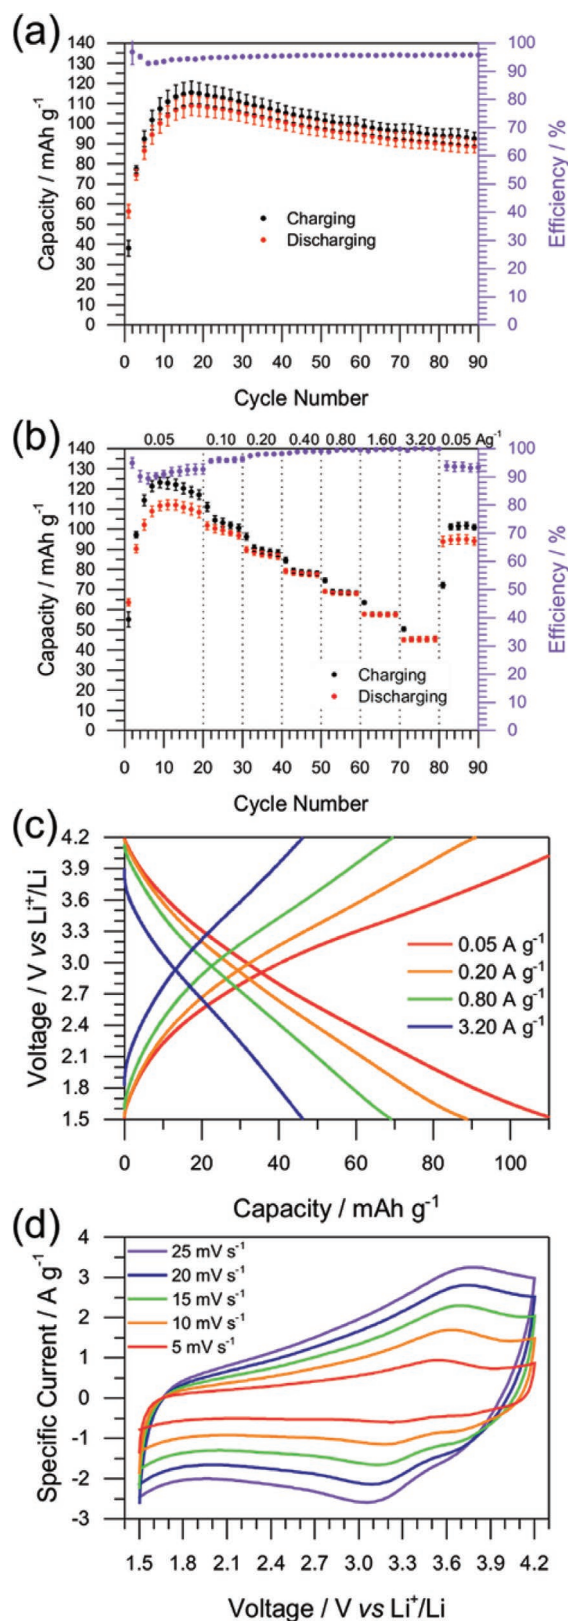 (a)
140
130
120
110
100
90
80
70
60
50
40
30
20
10
0
Capacity / mAh g⁻¹
Charging
Discharging
100
90
80
70
60
50
40
30
20
10
0
Efficiency / %
0 10 20 30 40 50 60 70 80 90
Cycle Number
(b)
0.05 0.10 0.20 0.40 0.80 1.60 3.20 0.05 Ag⁻¹
140
130
120
110
100
90
80
70
60
50
40
30
20
10
0
Capacity / mAh g⁻¹
Charging
Discharging
100
90
80
70
60
50
40
30
20
10
0
Efficiency / %
0 10 20 30 40 50 60 70 80 90
Cycle Number
(c)
4.2
3.9
3.6
3.3
3.0
2.7
2.4
2.1
1.8
1.5
Voltage / V vs Li⁺/Li
0.05 A g⁻¹
0.20 A g⁻¹
0.80 A g⁻¹
3.20 A g⁻¹
0 20 40 60 80 100
Capacity / mAh g⁻¹
(d)
4
3
2
1
0
-1
-2
-3
Specific Current / A g⁻¹
25 mV s⁻¹
20 mV s⁻¹
15 mV s⁻¹
10 mV s⁻¹
5 mV s⁻¹
1.5 1.8 2.1 2.4 2.7 3.0 3.3 3.6 3.9 4.2
Voltage / V vs Li⁺/Li